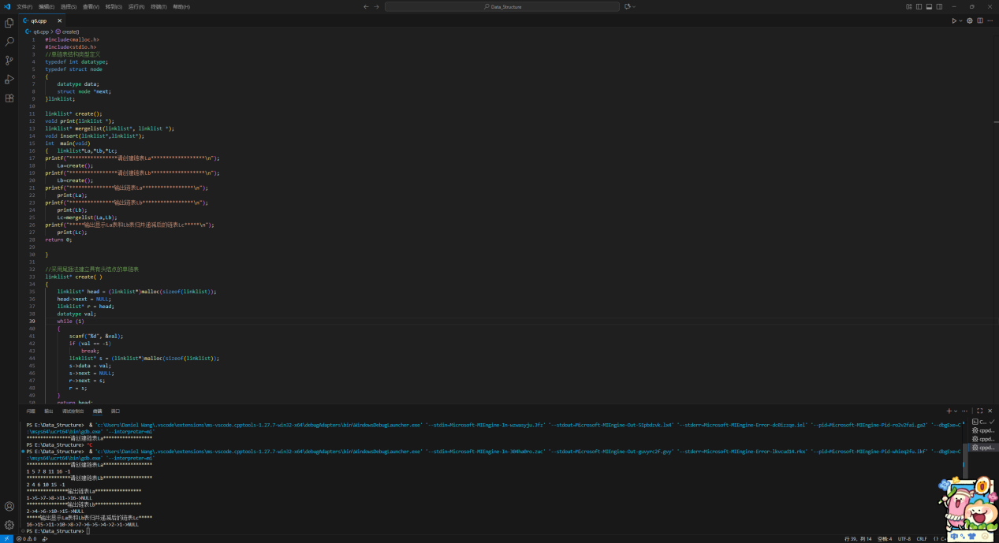 文件(F) 编辑(E) 选择(S) 查看(V) 转到(G) 运行(R) 终端(T) 帮助(H)
Data_Structure
q6.cpp
q6.cpp > create()
1 #include<malloc.h>
2 #include<stdio.h>
3 //单链表结构类型定义
4 typedef int datatype;
5 typedef struct node
6 {
7 datatype data;
8 struct node *next;
9 }linklist;
10
11 linklist* create();
12 void print(linklist *);
13 linklist* mergelist(linklist*, linklist *);
14 void insert(linklist*,linklist*);
15 int  main(void)
16 {   linklist*La,*Lb,*Lc;
17 printf("****************请创建链表La******************\n");
18 La=create();
19 printf("****************请创建链表Lb******************\n");
20 Lb=create();
21 printf("***************输出链表La*****************\n");
22 print(La);
23 printf("***************输出链表Lb*****************\n");
24 print(Lb);
25 Lc=mergelist(La,Lb);
26 printf("*****输出显示La表和Lb表归并递减后的链表Lc*****\n");
27 print(Lc);
28 return 0;
29
30 }
31
32 //采用尾插法建立具有头结点的单链表
33 linklist* create( )
34 {
35 linklist* head = (linklist*)malloc(sizeof(linklist));
36 head->next = NULL;
37 linklist* r = head;
38 datatype val;
39 while (1)
40 {
41 scanf("%d", &val);
42 if (val == -1)
43 break;
44 linklist* s = (linklist*)malloc(sizeof(linklist));
45 s->data = val;
46 s->next = NULL;
47 r->next = s;
48 r = s;
49 }
50 return head;
问题 输出 调试控制台 终端 端口
PS E:\Data_Structure>  & 'c:\Users\Daniel Wang\.vscode\extensions\ms-vscode.cpptools-1.27.7-win32-x64\debugAdapters\bin\WindowsDebugLauncher.exe' '--stdin=Microsoft-MIEngine-In-wzwasyju.3fz' '--stdout=Microsoft-MIEngine-Out-51pbdzvk.lx4' '--stderr=Microsoft-MIEngine-Error-dc0izzqe.iel' '--pid=Microsoft-MIEngine-Pid-ro2v2fai.ga2' '--dbgExe=C
:\msys64\ucrt64\bin\gdb.exe' '--interpreter=mi'
****************请创建链表La******************
PS E:\Data_Structure> ^C
PS E:\Data_Structure>  & 'c:\Users\Daniel Wang\.vscode\extensions\ms-vscode.cpptools-1.27.7-win32-x64\debugAdapters\bin\WindowsDebugLauncher.exe' '--stdin=Microsoft-MIEngine-In-304hw0ro.zuc' '--stdout=Microsoft-MIEngine-Out-guvyrc2f.gvy' '--stderr=Microsoft-MIEngine-Error-lkvcud14.rka' '--pid=Microsoft-MIEngine-Pid-whieq2fu.ikf' '--dbgExe=C
:\msys64\ucrt64\bin\gdb.exe' '--interpreter=mi'
****************请创建链表La******************
1 5 7 8 11 16 -1
****************请创建链表Lb******************
2 4 6 10 15 -1
***************输出链表La*****************
1->5->7->8->11->16->NULL
***************输出链表Lb*****************
2->4->6->10->15->NULL
*****输出显示La表和Lb表归并递减后的链表Lc*****
16->15->11->10->8->7->6->5->4->2->1->NULL
PS E:\Data_Structure>
C...
cppd...
cppd...
cppd...
中
0 0
行 39，列 14 空格: 4 UTF-8 CRLF {} C+